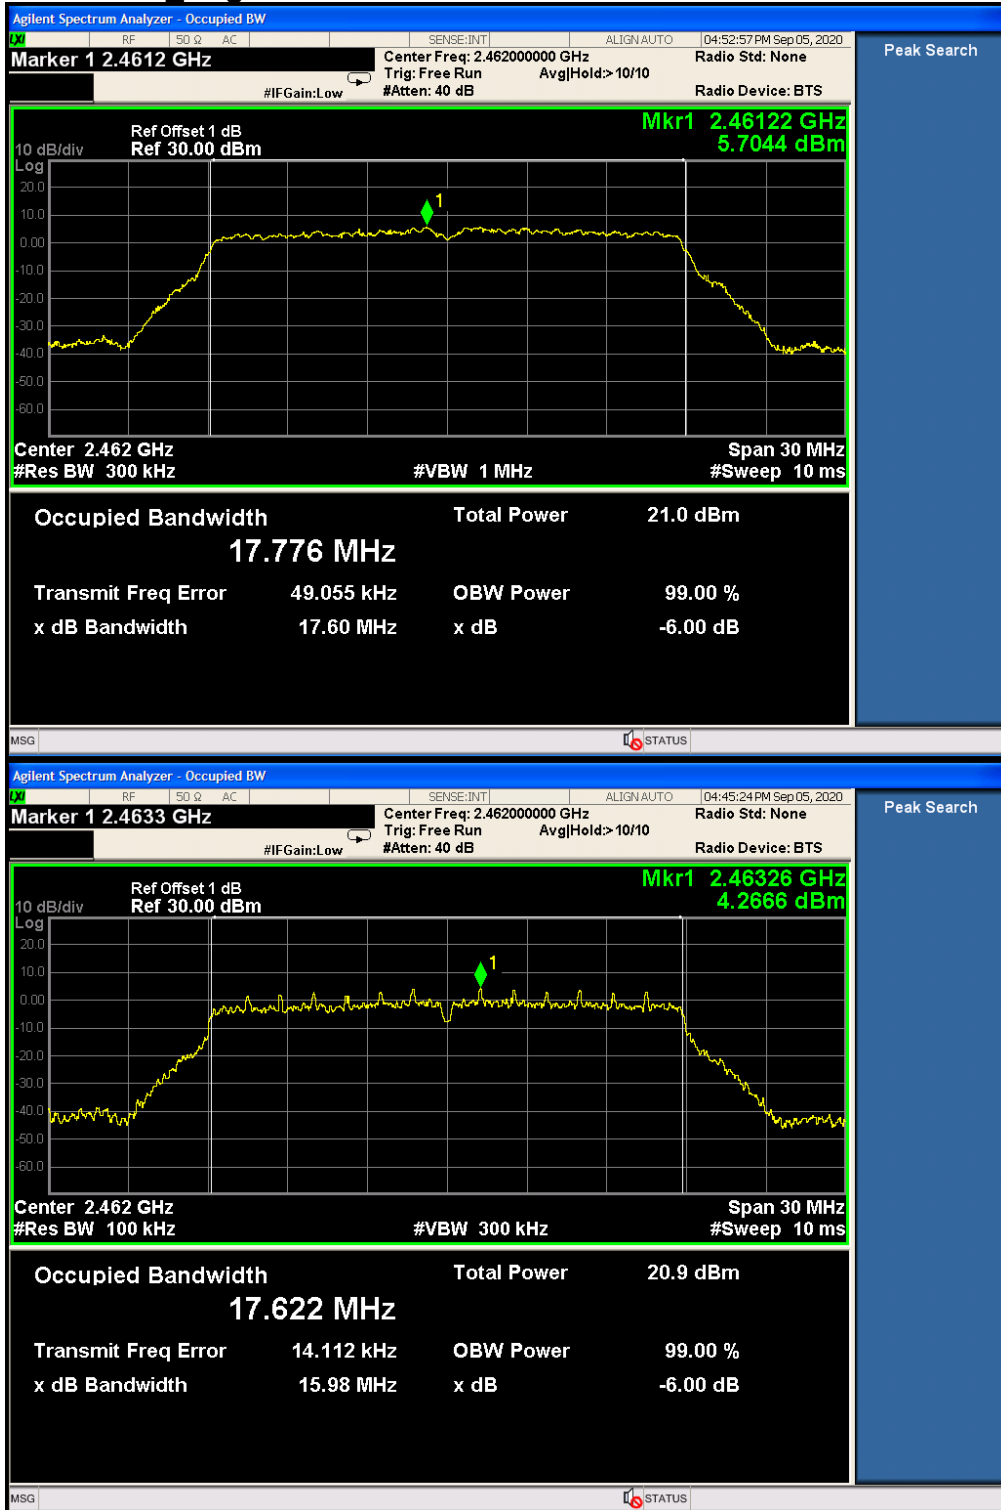 Agilent Spectrum Analyzer - Occupied BW
LXI RF 50 Ω AC SENSE:INT ALIGN AUTO 04:52:57 PM Sep 05, 2020
Marker 1 2.4612 GHz Center Freq: 2.462000000 GHz Radio Std: None Peak Search
Trig: Free Run Avg|Hold:> 10/10
#IFGain:Low #Atten: 40 dB Radio Device: BTS
Mkr1 2.46122 GHz
Ref Offset 1 dB 5.7044 dBm
10 dB/div Ref 30.00 dBm
Log
20.0
1
10.0
0.00
-10.0
-20.0
-30.0
-40.0
-50.0
-60.0
Center 2.462 GHz Span 30 MHz
#Res BW 300 kHz #VBW 1 MHz #Sweep 10 ms
Occupied Bandwidth Total Power 21.0 dBm
17.776 MHz
Transmit Freq Error 49.055 kHz OBW Power 99.00 %
x dB Bandwidth 17.60 MHz x dB -6.00 dB
MSG STATUS
Agilent Spectrum Analyzer - Occupied BW
LXI RF 50 Ω AC SENSE:INT ALIGN AUTO 04:45:24 PM Sep 05, 2020
Marker 1 2.4633 GHz Center Freq: 2.462000000 GHz Radio Std: None Peak Search
Trig: Free Run Avg|Hold:> 10/10
#IFGain:Low #Atten: 40 dB Radio Device: BTS
Mkr1 2.46326 GHz
Ref Offset 1 dB 4.2666 dBm
10 dB/div Ref 30.00 dBm
Log
20.0
1
10.0
0.00
-10.0
-20.0
-30.0
-40.0
-50.0
-60.0
Center 2.462 GHz Span 30 MHz
#Res BW 100 kHz #VBW 300 kHz #Sweep 10 ms
Occupied Bandwidth Total Power 20.9 dBm
17.622 MHz
Transmit Freq Error 14.112 kHz OBW Power 99.00 %
x dB Bandwidth 15.98 MHz x dB -6.00 dB
MSG STATUS